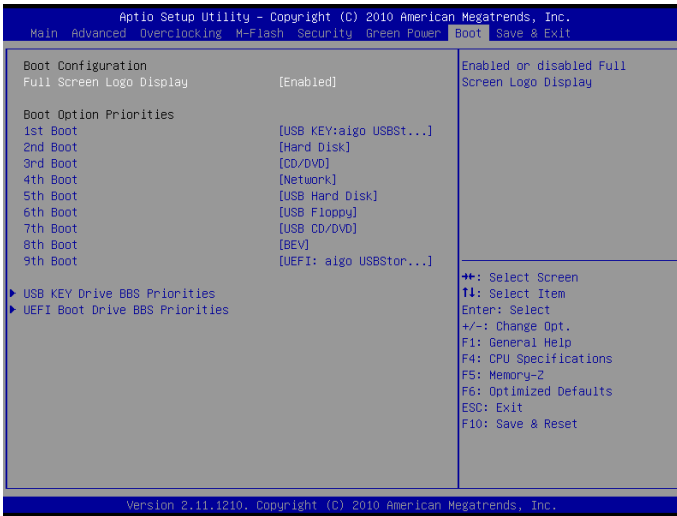 Aptio Setup Utility – Copyright (C) 2010 American Megatrends, Inc.
Main Advanced Overclocking M-Flash Security Green Power Boot Save & Exit
Boot Configuration
Full Screen Logo Display [Enabled]
Boot Option Priorities
1st Boot [USB KEY:aigo USBSt...]
2nd Boot [Hard Disk]
3rd Boot [CD/DVD]
4th Boot [Network]
5th Boot [USB Hard Disk]
6th Boot [USB Floppy]
7th Boot [USB CD/DVD]
8th Boot [BEV]
9th Boot [UEFI: aigo USBStor...]
▶ USB KEY Drive BBS Priorities
▶ UEFI Boot Drive BBS Priorities
Enabled or disabled Full
Screen Logo Display
→←: Select Screen
↑↓: Select Item
Enter: Select
+/-: Change Opt.
F1: General Help
F4: CPU Specifications
F5: Memory-Z
F6: Optimized Defaults
ESC: Exit
F10: Save & Reset
Version 2.11.1210. Copyright (C) 2010 American Megatrends, Inc.